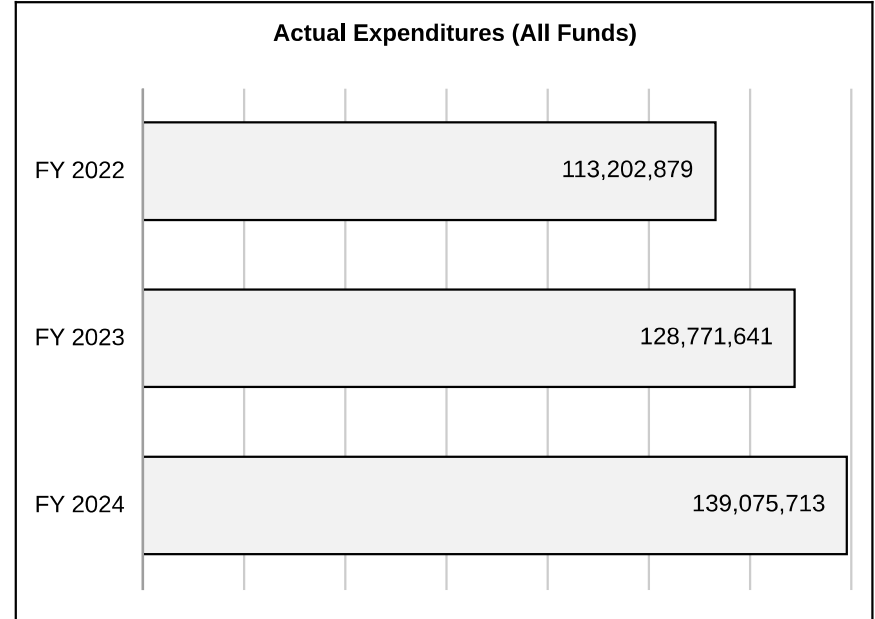 Actual Expenditures (All Funds)
FY 2022
113,202,879
FY 2023
128,771,641
FY 2024
139,075,713